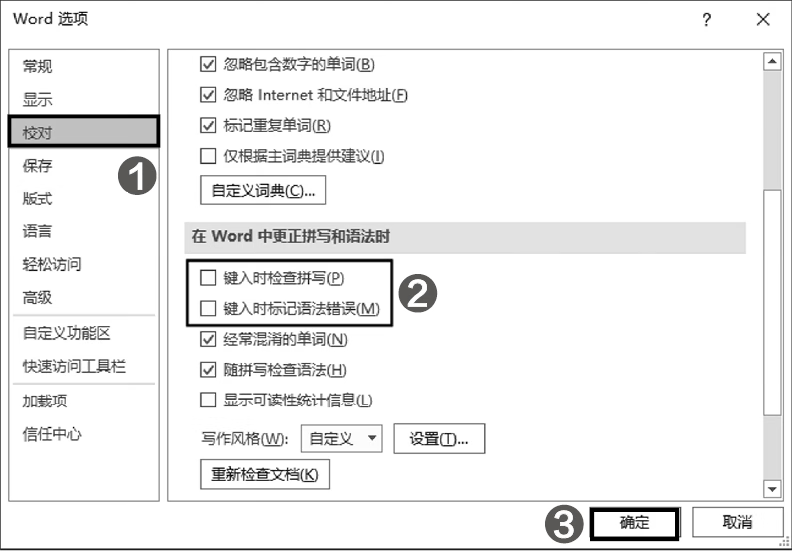 Word 选项
?
常规
显示
校对
1
保存
版式
语言
轻松访问
高级
自定义功能区
快速访问工具栏
加载项
信任中心
忽略包含数字的单词(B)
忽略 Internet 和文件地址(F)
标记重复单词(R)
仅根据主词典提供建议(I)
自定义词典(C)...
在 Word 中更正拼写和语法时
键入时检查拼写(P)
键入时标记语法错误(M)
2
经常混淆的单词(N)
随拼写检查语法(H)
显示可读性统计信息(L)
写作风格(W): 自定义 设置(T)...
重新检查文档(K)
3 确定 取消